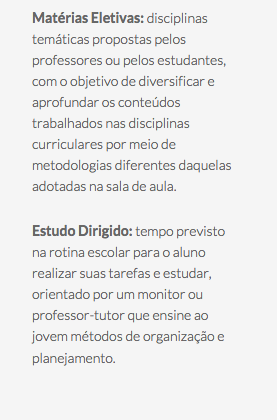 Matérias Eletivas: disciplinas
temáticas propostas pelos
professores ou pelos estudantes,
com o objetivo de diversificar e
aprofundar os conteúdos
trabalhados nas disciplinas
curriculares por meio de
metodologias diferentes daquelas
adotadas na sala de aula.
Estudo Dirigido: tempo previsto
na rotina escolar para o aluno
realizar suas tarefas e estudar,
orientado por um monitor ou
professor-tutor que ensine ao
jovem métodos de organização e
planejamento.